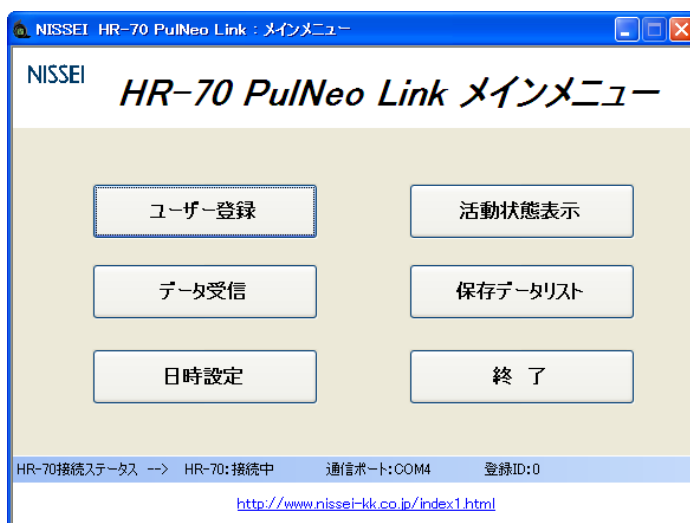 NISSEI HR-70 PulNeo Link：メインメニュー
NISSEI
HR-70 PulNeo Link メインメニュー
ユーザー登録
活動状態表示
データ受信
保存データリスト
日時設定
終 了
HR-70接続ステータス --> HR-70:接続中 通信ポート:COM4 登録ID:0
http://www.nissei-kk.co.jp/index1.html